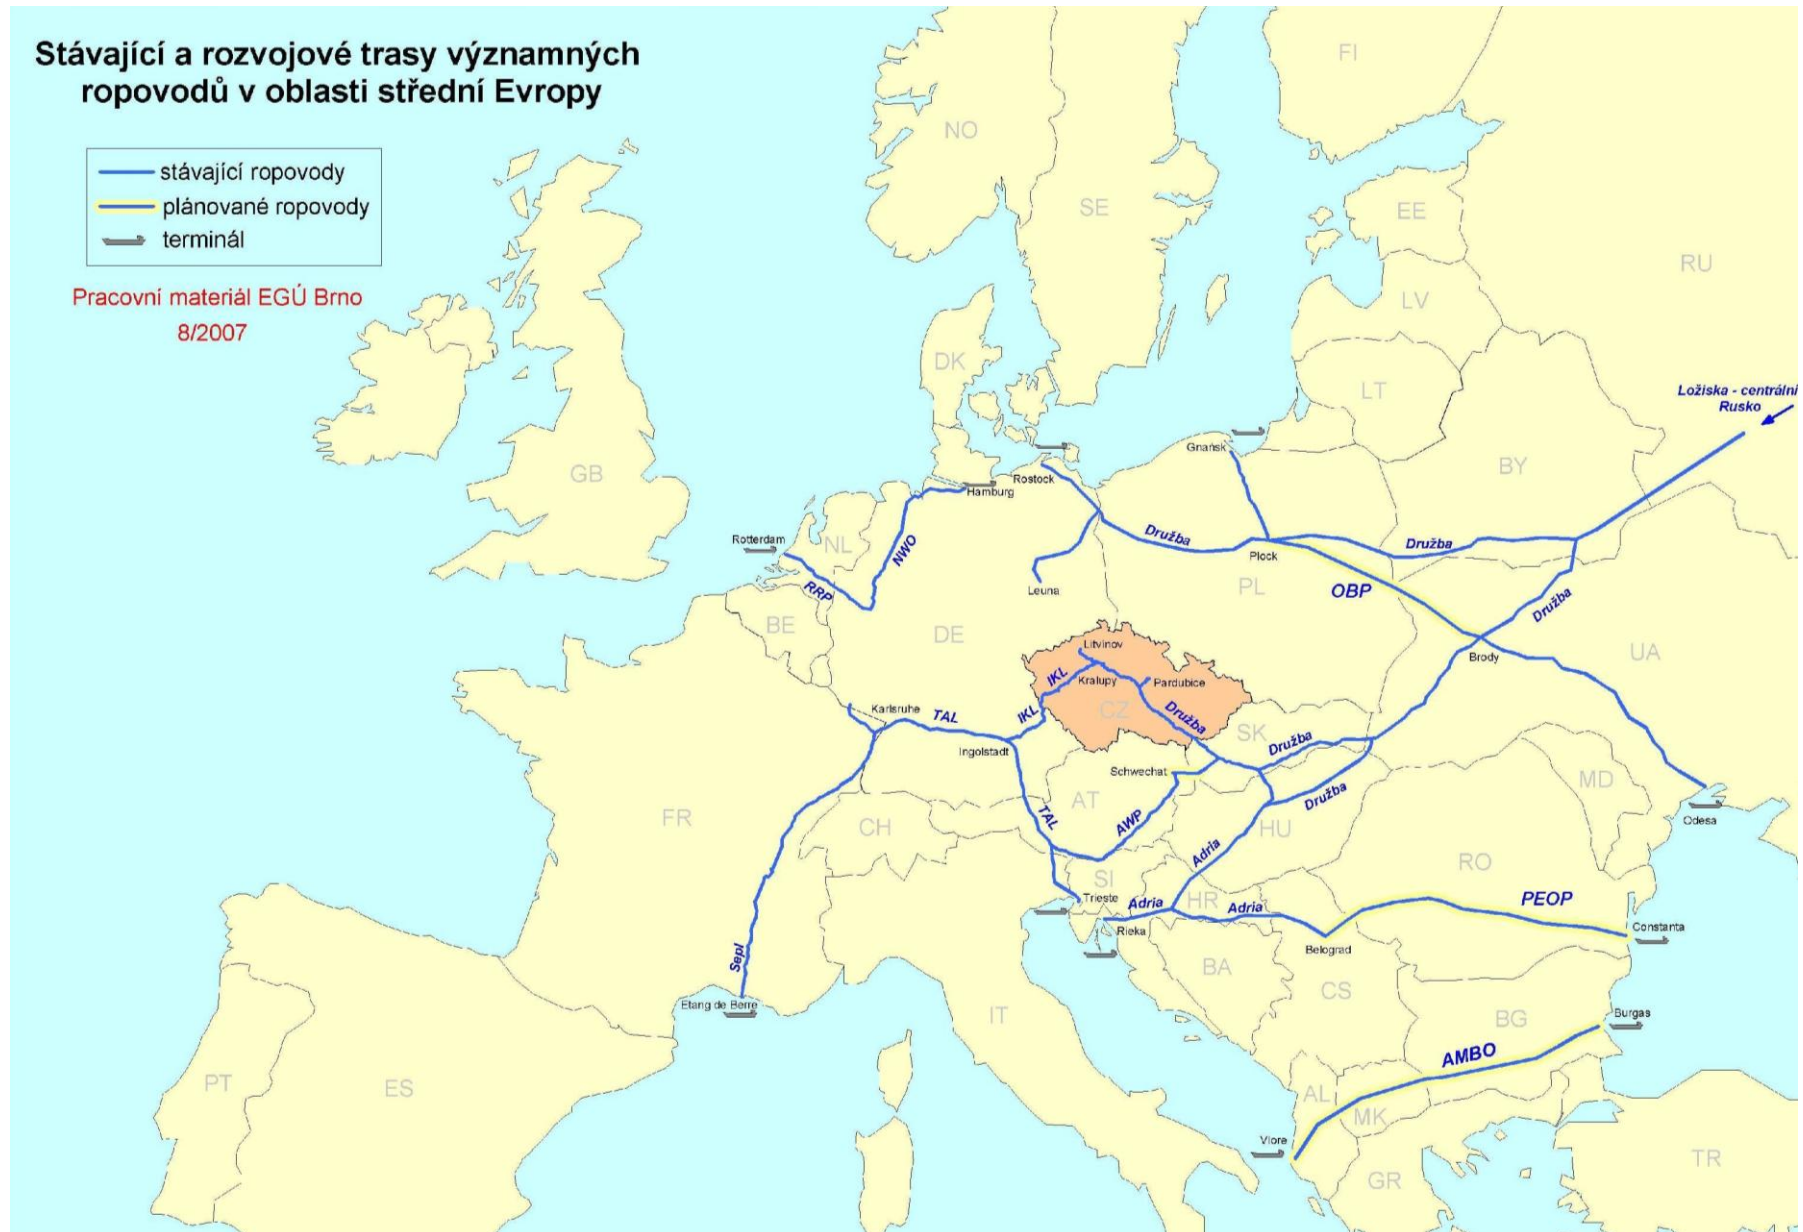 Stávající a rozvojové trasy významných
ropovodů v oblasti střední Evropy
stávající ropovody
plánované ropovody
terminál
Pracovní materiál EGÚ Brno
8/2007
FI
NO
SE
EE
RU
LV
DK
LT
Ložiska - centrální
Rusko
Gnańsk
BY
GB
Rostock
Hamburg
Rotterdam
NL
NWO
Družba
Družba
Plock
RRP
Leuna
PL
OBP
Družba
BE
DE
Litvínov
Brody
UA
IKL
Kralupy
Pardubice
Karlsruhe
TAL
IKL
CZ
Družba
SK
Družba
Ingolstadt
Schwechat
MD
AT
Družba
TAL
AWP
FR
CH
HU
Odesa
Adria
RO
SI
Trieste
Adria
HR
Adria
PEOP
Rieka
Constanta
Belograd
Sepl
BA
CS
Etang de Berre
IT
BG
Burgas
AMBO
PT
ES
AL
MK
Vlore
GR
TR